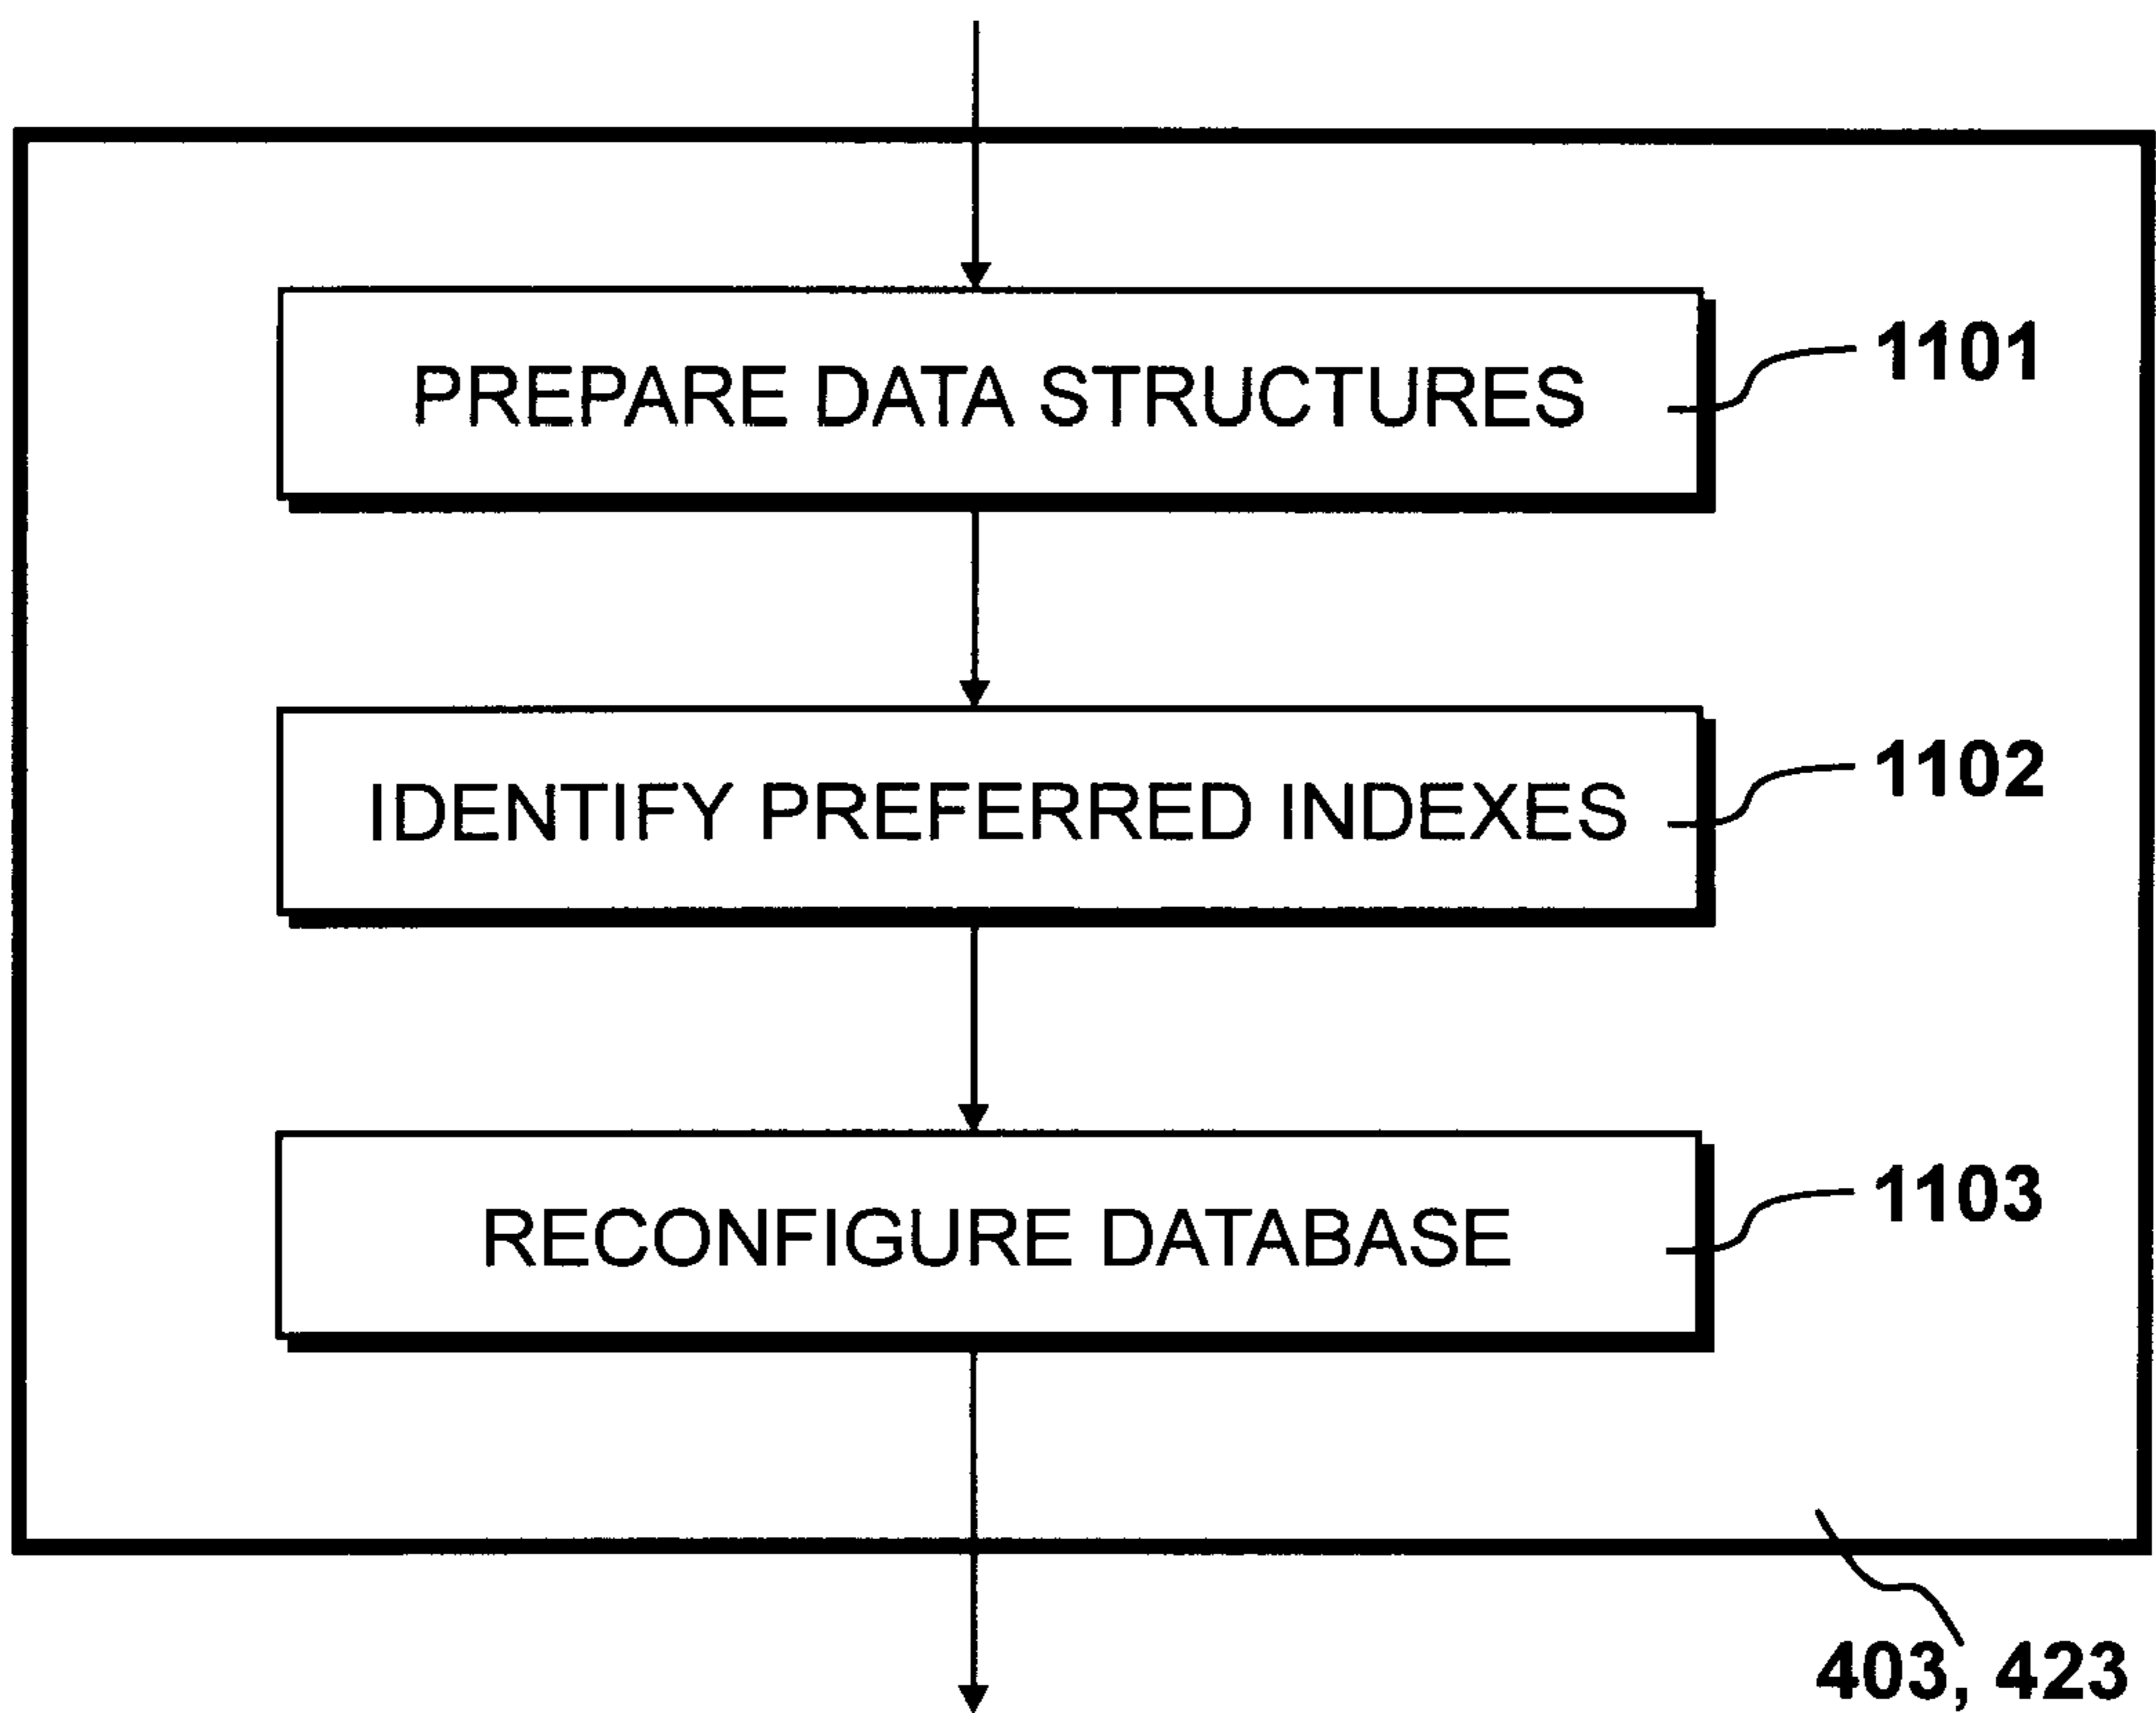 PREPARE DATA STRUCTURES
1101
IDENTIFY PREFERRED INDEXES
1102
RECONFIGURE DATABASE
1103
403, 423